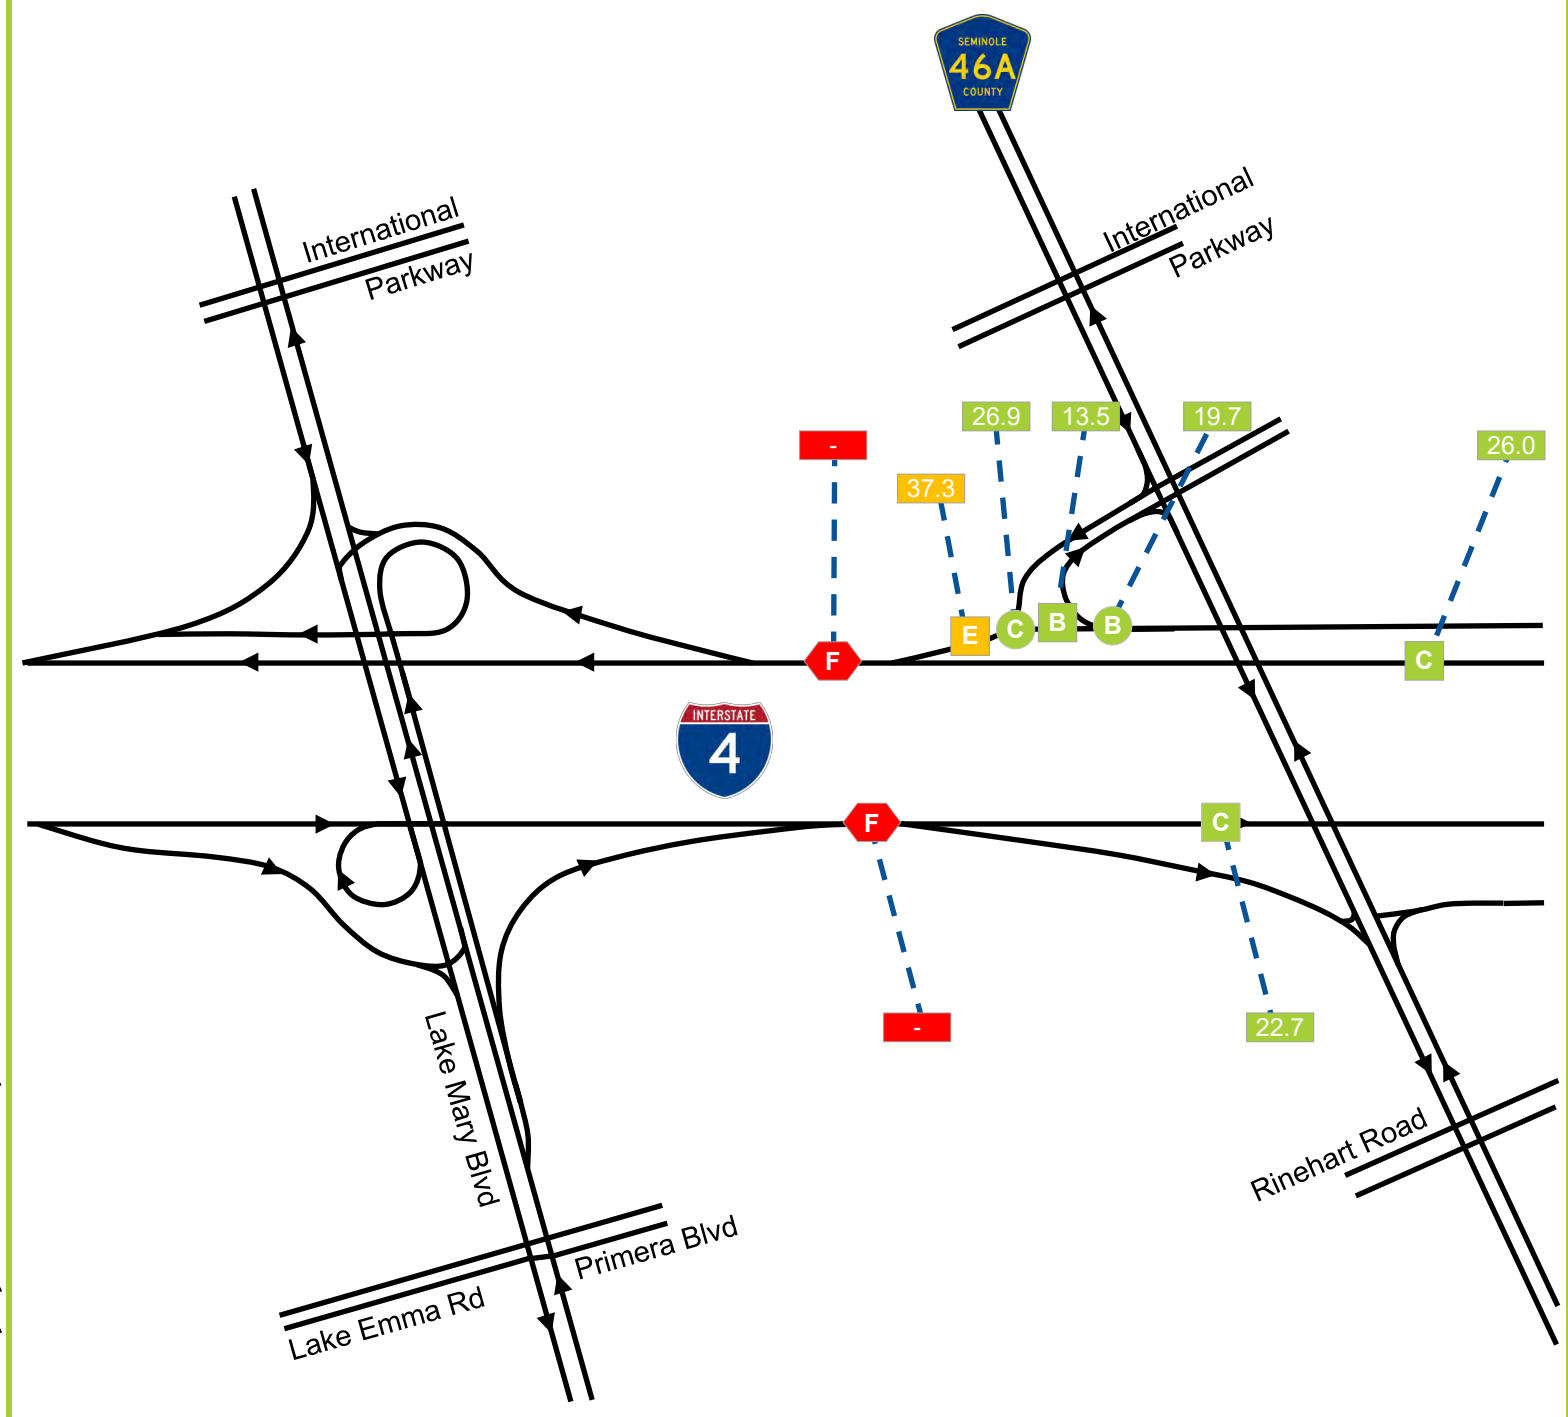 SEMINOLE
46A
COUNTY
International
Parkway
International
Parkway
26.9
13.5
19.7
-
26.0
37.3
E
C
B
B
F
C
INTERSTATE
4
F
C
-
22.7
Lake Mary Blvd
Rinehart Road
Primera Blvd
Lake Emma Rd